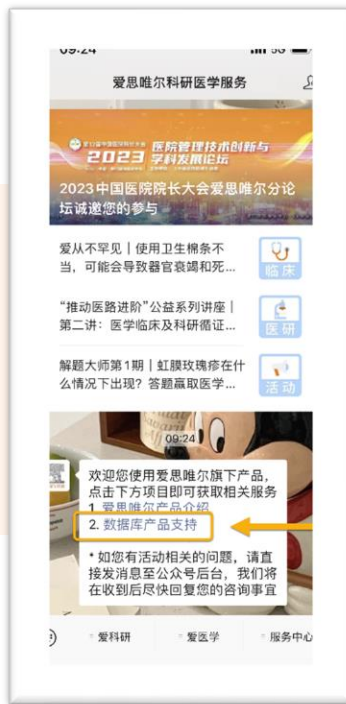 09:24
5G
爱思唯尔科研医学服务
2023
医院管理技术创新与
学科发展论坛
2023中国医院院长大会爱思唯尔分论
坛诚邀您的参与
爱从不罕见｜使用卫生棉条不
当，可能会导致器官衰竭和死...
临床
“推动医路进阶”公益系列讲座｜
第二讲：医学临床及科研循证...
医研
解题大师第1期｜虹膜玫瑰疹在什
么情况下出现？答题赢取医学...
活动
09:24
欢迎您使用爱思唯尔旗下产品，
点击下方项目即可获取相关服务
1. 爱思唯尔产品介绍
2. 数据库产品支持
* 如您有活动相关的问题，请直
接发消息至公众号后台，我们将
在收到后尽快回复您的咨询事宜
爱科研
爱医学
服务中心